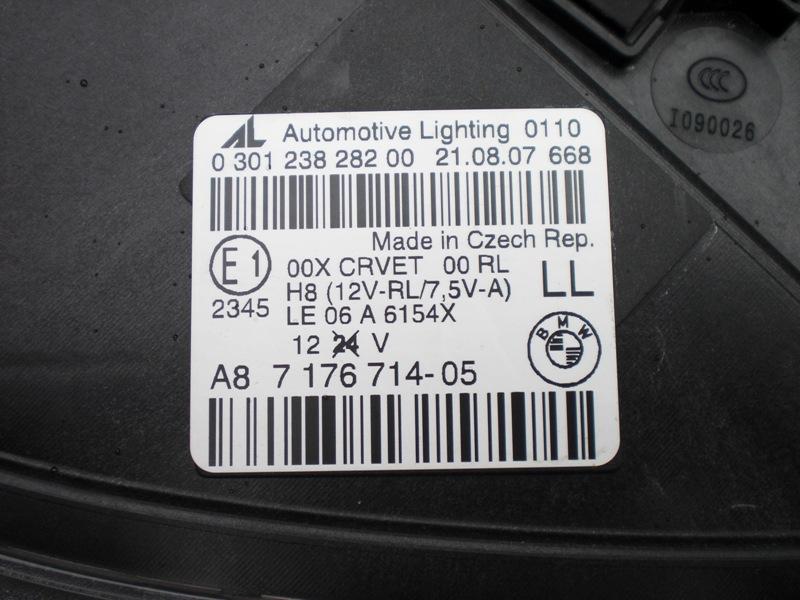 CCC
I090026
AL Automotive Lighting 0110
0 301 238 282 00 21.08.07 668
Made in Czech Rep.
E1 00X CRVET 00 RL LL
2345 H8 (12V-RL/7,5V-A)
LE 06 A 6154X
12 24 V
BMW
A8 7 176 714-05